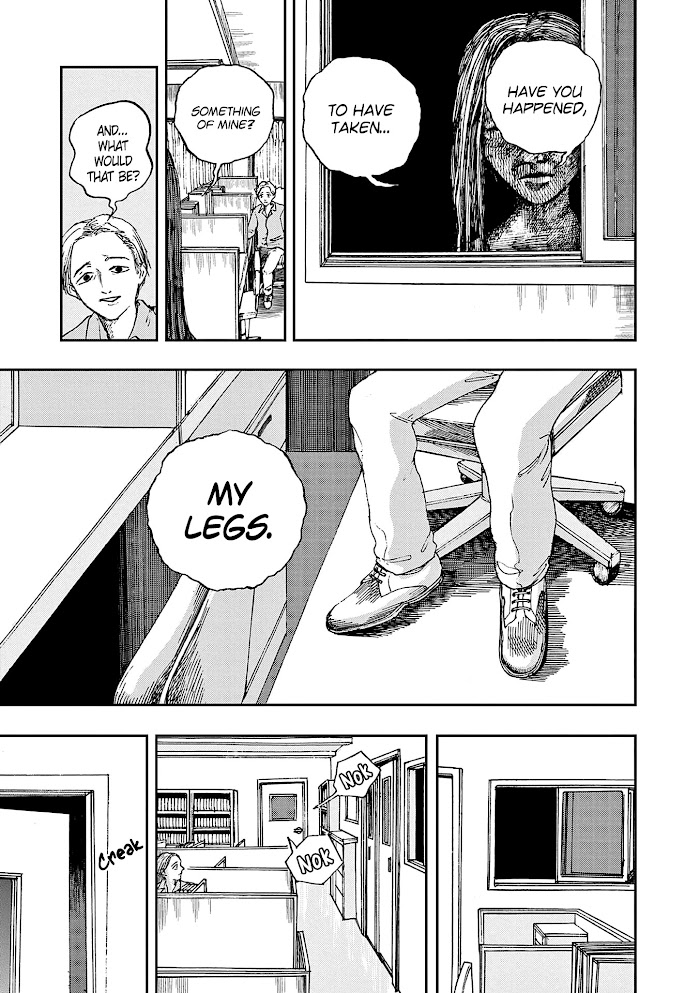 HAVE YOU
HAPPENED,
TO HAVE
TAKEN...
SOMETHING
OF MINE?
AND...
WHAT
WOULD
THAT BE?
MY
LEGS.
NOK
NOK
Creak